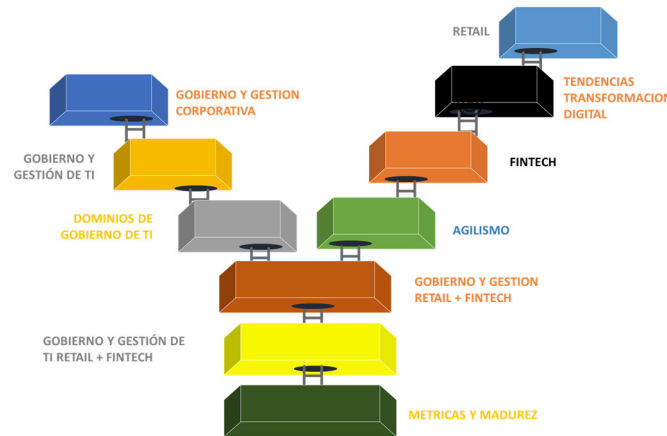 RETAIL
TENDENCIAS
TRANSFORMACION
DIGITAL
GOBIERNO Y GESTION
CORPORATIVA
GOBIERNO Y
GESTIÓN DE TI
FINTECH
DOMINIOS DE
GOBIERNO DE TI
AGILISMO
GOBIERNO Y GESTION
RETAIL + FINTECH
GOBIERNO Y GESTIÓN DE
TI RETAIL + FINTECH
METRICAS Y MADUREZ